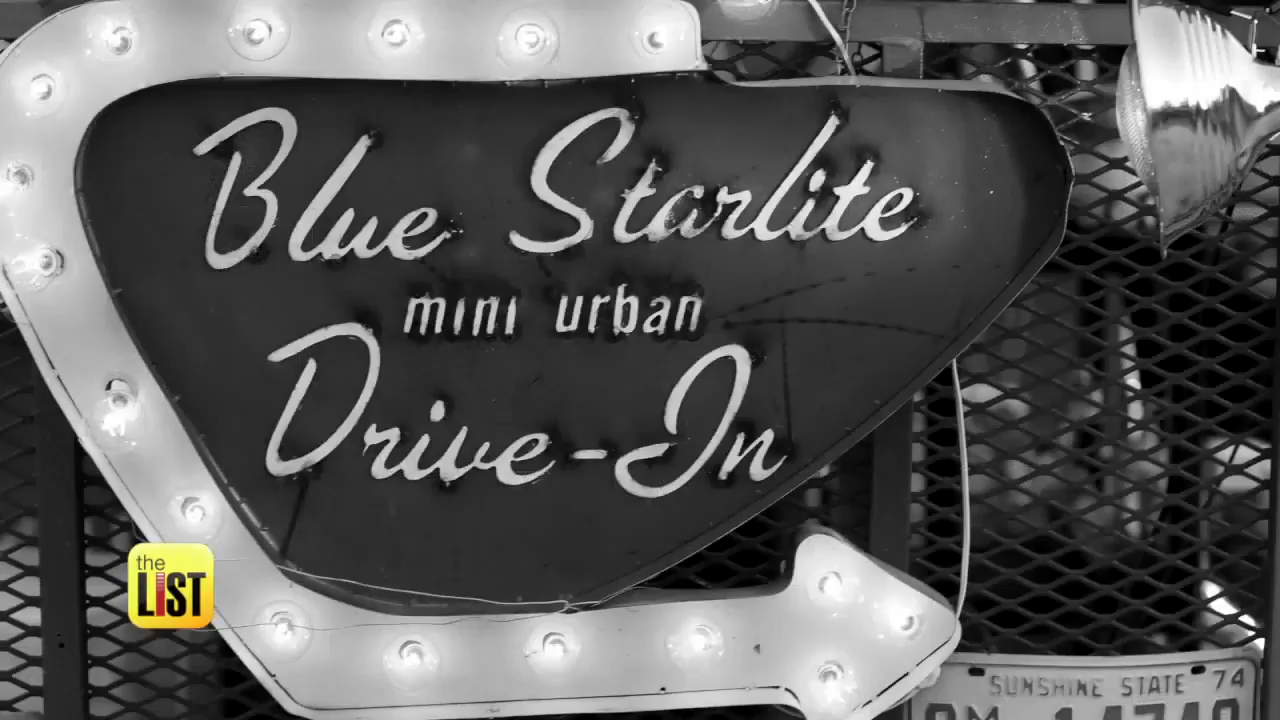 Blue Starlite
mini urban
Drive-In
the
LIST
SUNSHINE STATE 74